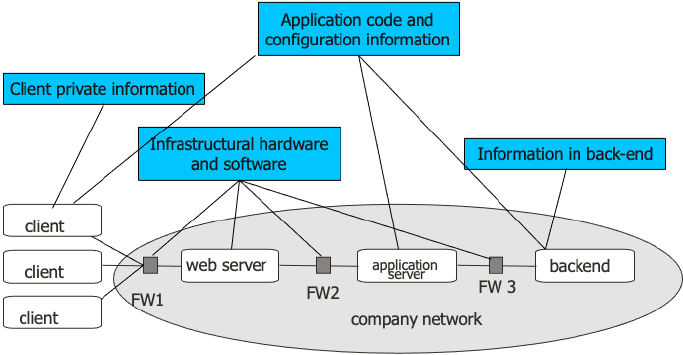 Application code and
configuration information
Client private information
Infrastructural hardware
and software
Information in back-end
client
client
client
web server
application
server
backend
FW1
FW2
FW 3
company network